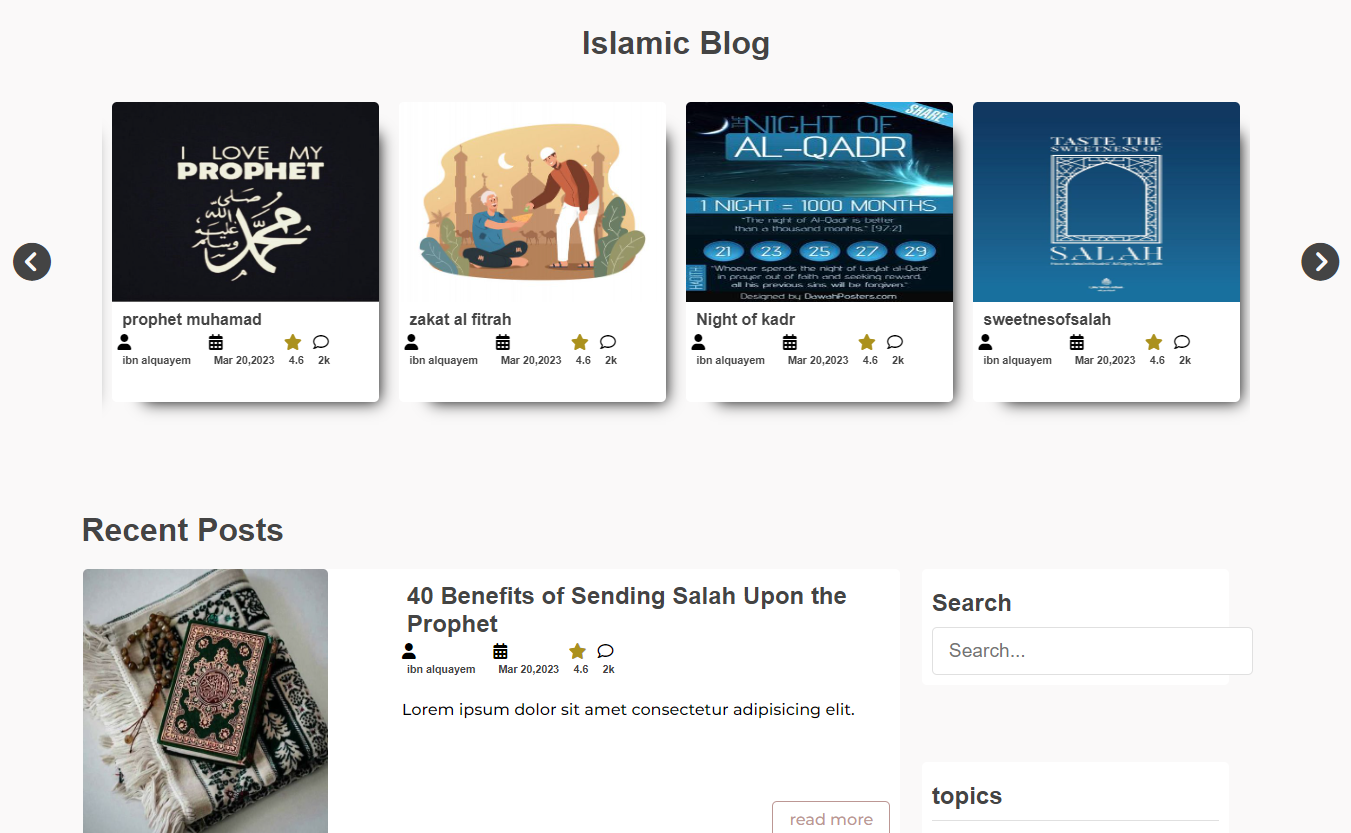 Islamic Blog
I LOVE MY
PROPHET
صلى الله عليه وسلم
محمد
prophet muhamad
ibn alquayem Mar 20,2023 4.6 2k
zakat al fitrah
ibn alquayem Mar 20,2023 4.6 2k
SHARE
THE NIGHT OF
AL-QADR
1 NIGHT = 1000 MONTHS
"The night of Al-Qadr is better
than a thousand months." [97:2]
21 23 25 27 29
HADITH
"Whoever spends the night of Laylat al-Qadr
in prayer out of faith and seeking reward,
all his previous sins will be forgiven."
Designed by DawahPosters.com
Night of kadr
ibn alquayem Mar 20,2023 4.6 2k
TASTE THE
SWEETNESS OF
SALAH
sweetnesofsalah
ibn alquayem Mar 20,2023 4.6 2k
Recent Posts
40 Benefits of Sending Salah Upon the
Prophet
ibn alquayem Mar 20,2023 4.6 2k
Lorem ipsum dolor sit amet consectetur adipisicing elit.
read more
Search
Search...
topics